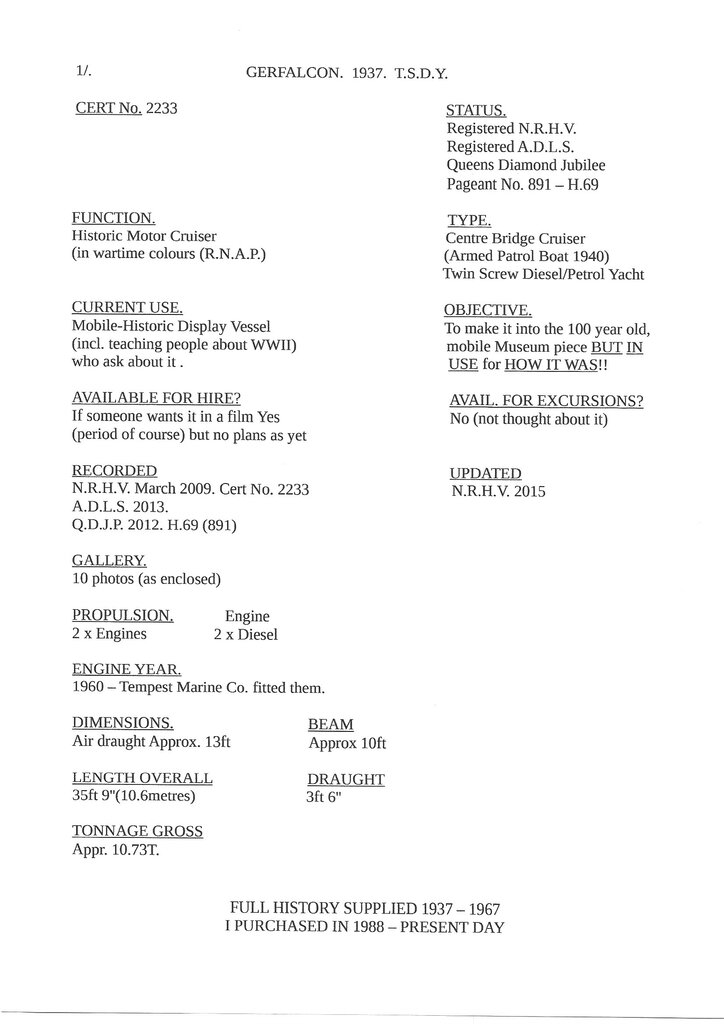 1/.
GERFALCON. 1937. T.S.D.Y.
CERT No. 2233
STATUS.
Registered N.R.H.V.
Registered A.D.L.S.
Queens Diamond Jubilee
Pageant No. 891 – H.69
FUNCTION.
Historic Motor Cruiser
(in wartime colours (R.N.A.P.)
TYPE.
Centre Bridge Cruiser
(Armed Patrol Boat 1940)
Twin Screw Diesel/Petrol Yacht
CURRENT USE.
Mobile-Historic Display Vessel
(incl. teaching people about WWII)
who ask about it .
OBJECTIVE.
To make it into the 100 year old,
mobile Museum piece BUT IN
USE for HOW IT WAS!!
AVAILABLE FOR HIRE?
If someone wants it in a film Yes
(period of course) but no plans as yet
AVAIL. FOR EXCURSIONS?
No (not thought about it)
RECORDED
N.R.H.V. March 2009. Cert No. 2233
A.D.L.S. 2013.
Q.D.J.P. 2012. H.69 (891)
UPDATED
N.R.H.V. 2015
GALLERY.
10 photos (as enclosed)
PROPULSION. Engine
2 x Engines 2 x Diesel
ENGINE YEAR.
1960 – Tempest Marine Co. fitted them.
DIMENSIONS.
Air draught Approx. 13ft
BEAM
Approx 10ft
LENGTH OVERALL
35ft 9"(10.6metres)
DRAUGHT
3ft 6"
TONNAGE GROSS
Appr. 10.73T.
FULL HISTORY SUPPLIED 1937 – 1967
I PURCHASED IN 1988 – PRESENT DAY